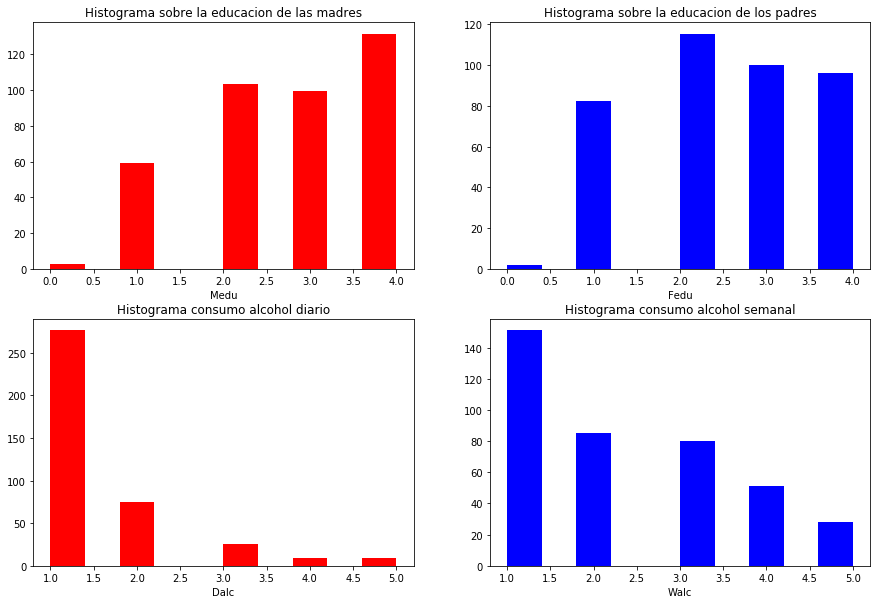 Histograma sobre la educacion de las madres
120
100
80
60
40
20
0
0.0 0.5 1.0 1.5 2.0 2.5 3.0 3.5 4.0
Medu
Histograma sobre la educacion de los padres
120
100
80
60
40
20
0
0.0 0.5 1.0 1.5 2.0 2.5 3.0 3.5 4.0
Fedu
Histograma consumo alcohol diario
250
200
150
100
50
0
1.0 1.5 2.0 2.5 3.0 3.5 4.0 4.5 5.0
Dalc
Histograma consumo alcohol semanal
140
120
100
80
60
40
20
0
1.0 1.5 2.0 2.5 3.0 3.5 4.0 4.5 5.0
Walc